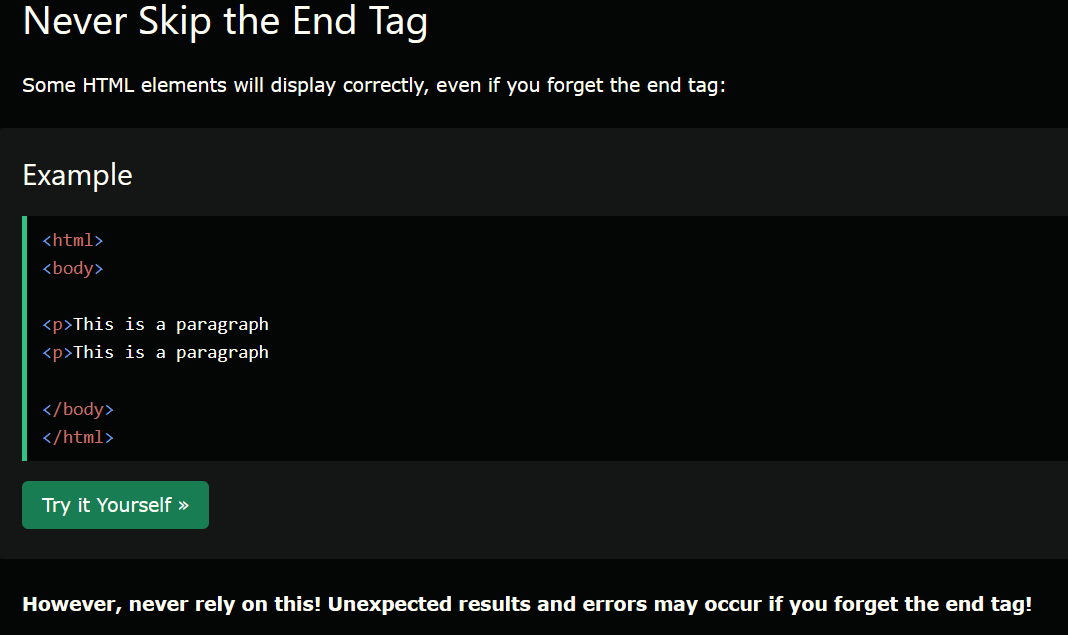 Never Skip the End Tag
Some HTML elements will display correctly, even if you forget the end tag:
Example
<html>
<body>
<p>This is a paragraph
<p>This is a paragraph
</body>
</html>
Try it Yourself »
However, never rely on this! Unexpected results and errors may occur if you forget the end tag!